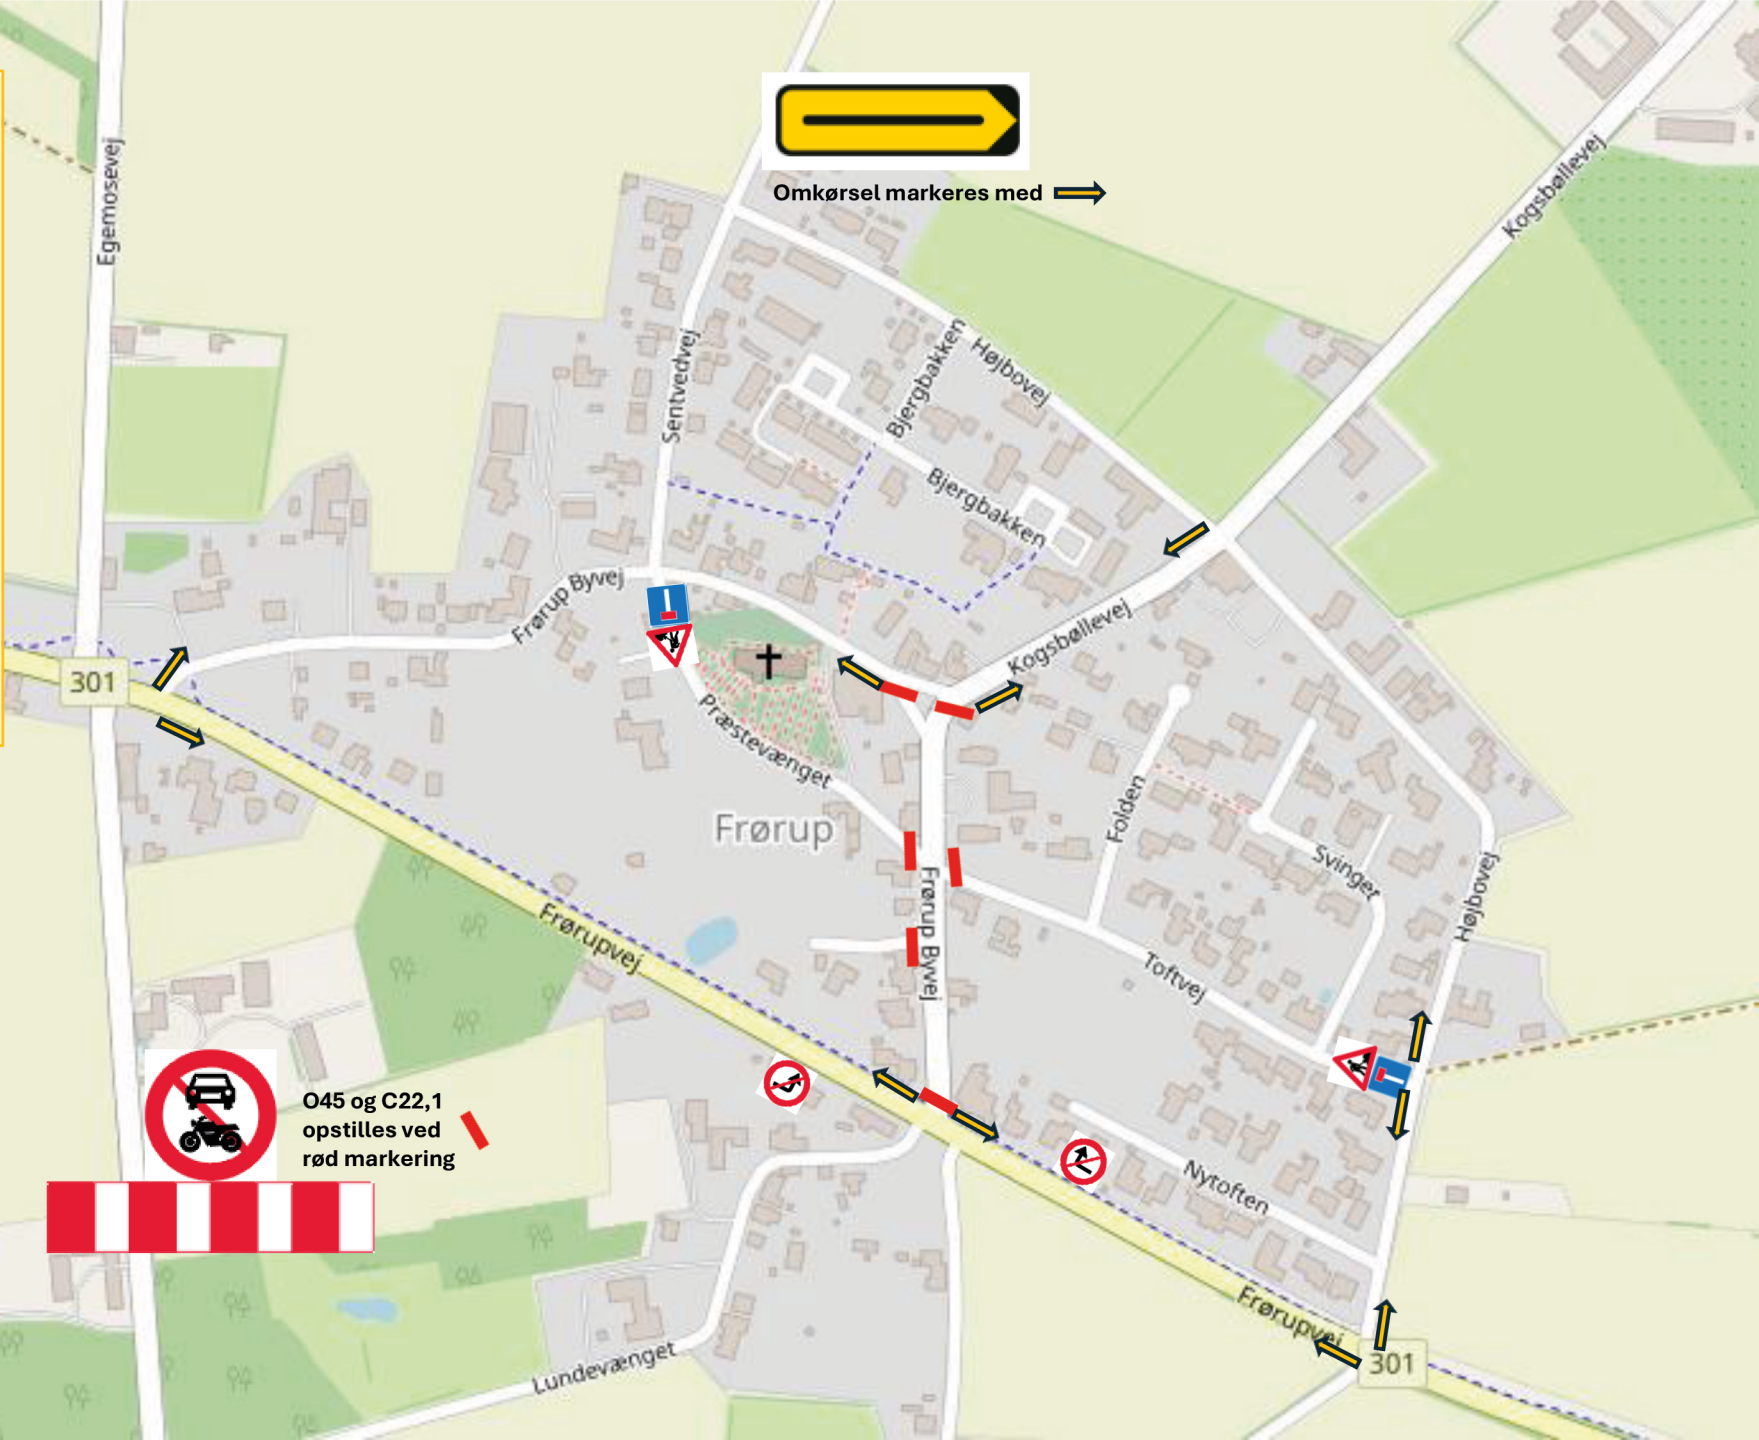 Egemosevej
Omkørsel markeres med
Kogsbøllevej
Sentvedvej
Bjergbakken
Højbovej
Bjergbakken
Frørup Byvej
Kogsbøllevej
301
Præstevænget
Folden
Frørup
Svinget
Højbovej
Frørup Byvej
Frørupvej
Toftvej
O45 og C22,1
opstilles ved
rød markering
Nytoften
Frørupvej
301
Lundevænget